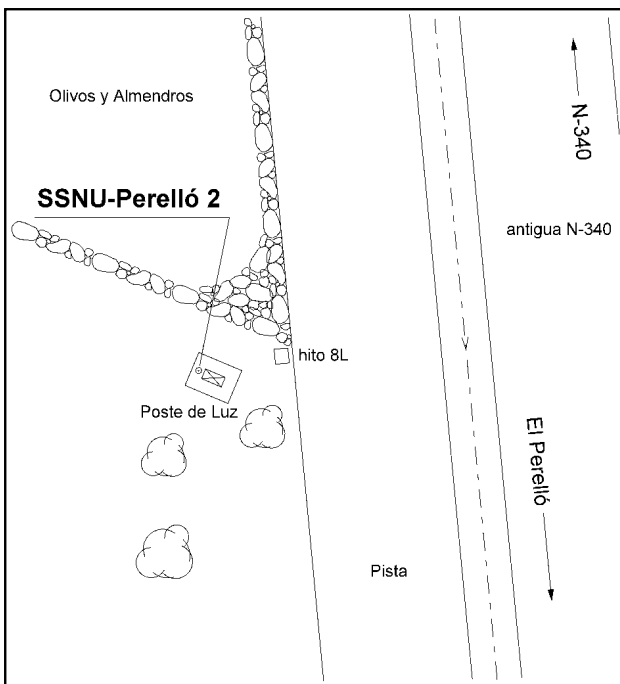 Olivos y Almendros
N-340
SSNU-Perelló 2
antigua N-340
hito 8L
Poste de Luz
El Perelló
Pista